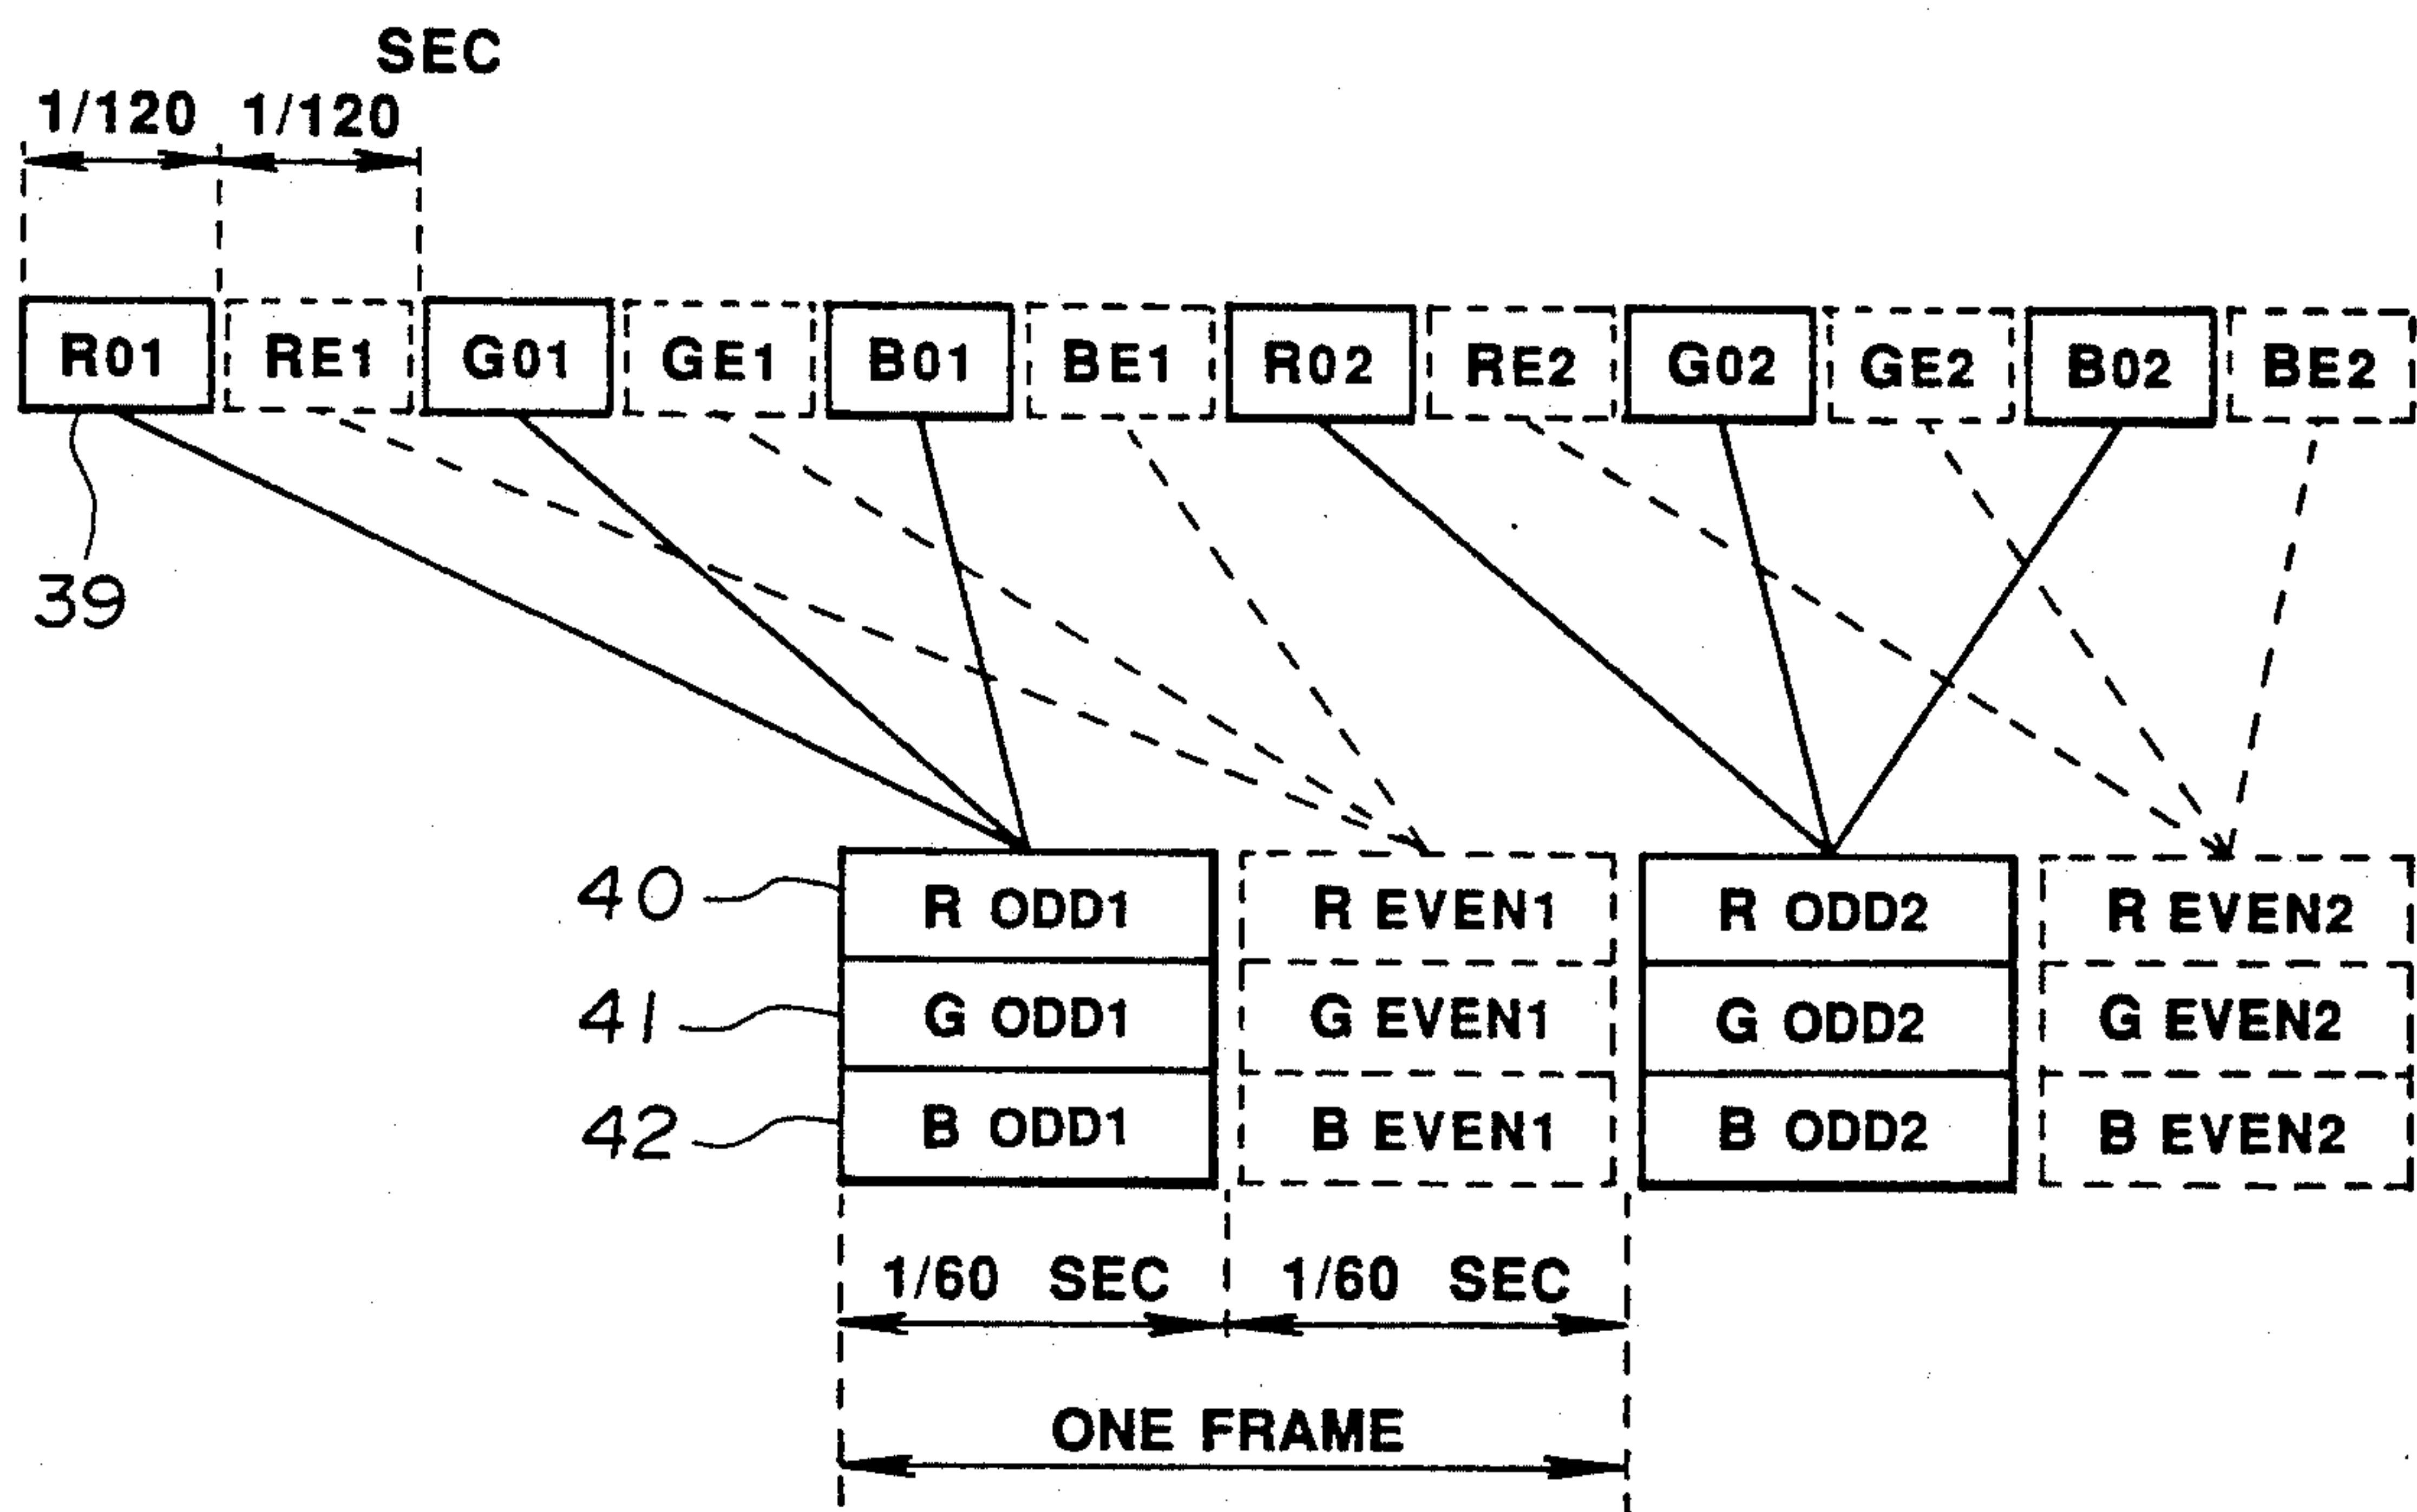 SEC
1/120 1/120
R01 RE1 G01 GE1 B01 BE1 R02 RE2 G02 GE2 B02 BE2
39
40 R ODD1 R EVEN1 R ODD2 R EVEN2
41 G ODD1 G EVEN1 G ODD2 G EVEN2
42 B ODD1 B EVEN1 B ODD2 B EVEN2
1/60 SEC 1/60 SEC
ONE FRAME